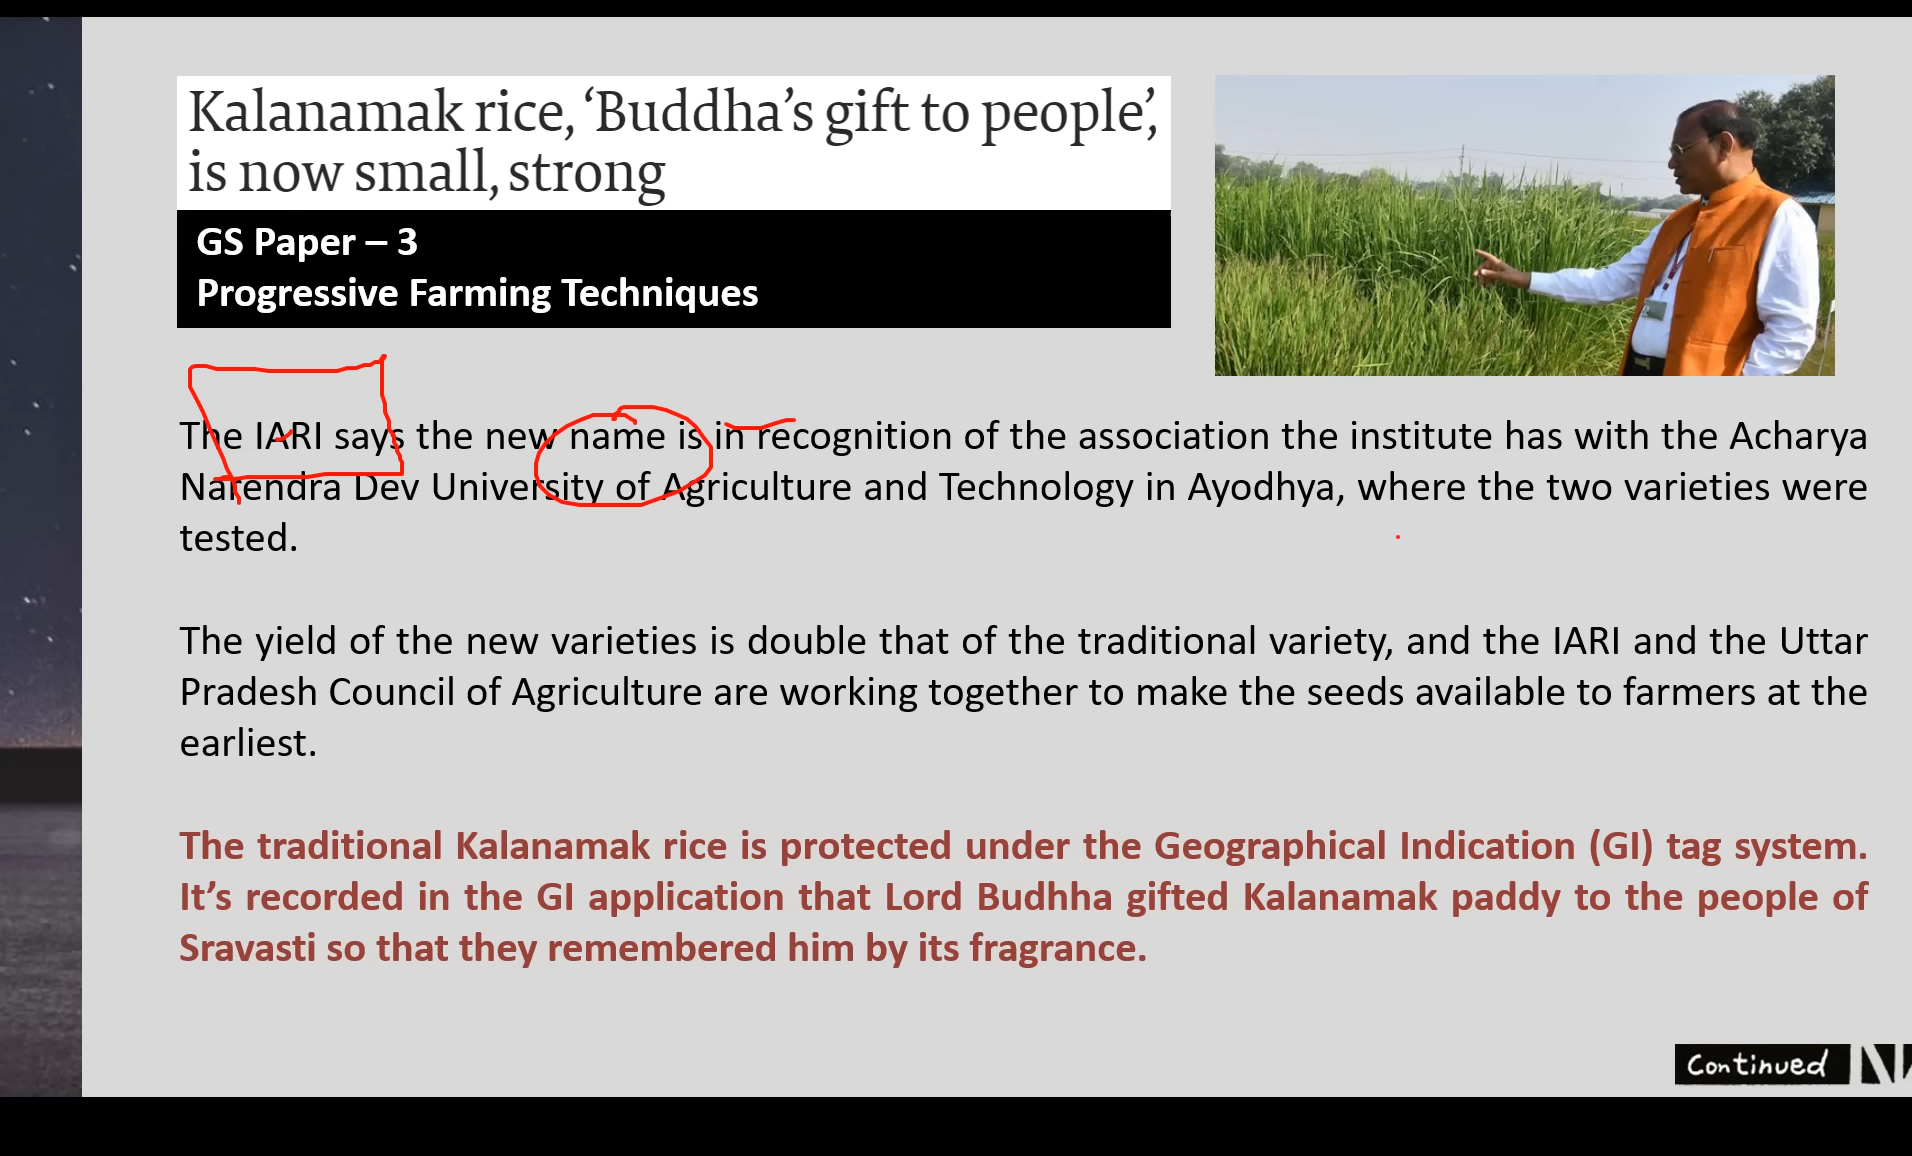 Kalanamak rice, ‘Buddha’s gift to people’,
is now small, strong
GS Paper – 3
Progressive Farming Techniques
The IARI says the new name is in recognition of the association the institute has with the Acharya
Narendra Dev University of Agriculture and Technology in Ayodhya, where the two varieties were
tested.
The yield of the new varieties is double that of the traditional variety, and the IARI and the Uttar
Pradesh Council of Agriculture are working together to make the seeds available to farmers at the
earliest.
The traditional Kalanamak rice is protected under the Geographical Indication (GI) tag system.
It’s recorded in the GI application that Lord Budhha gifted Kalanamak paddy to the people of
Sravasti so that they remembered him by its fragrance.
Continued